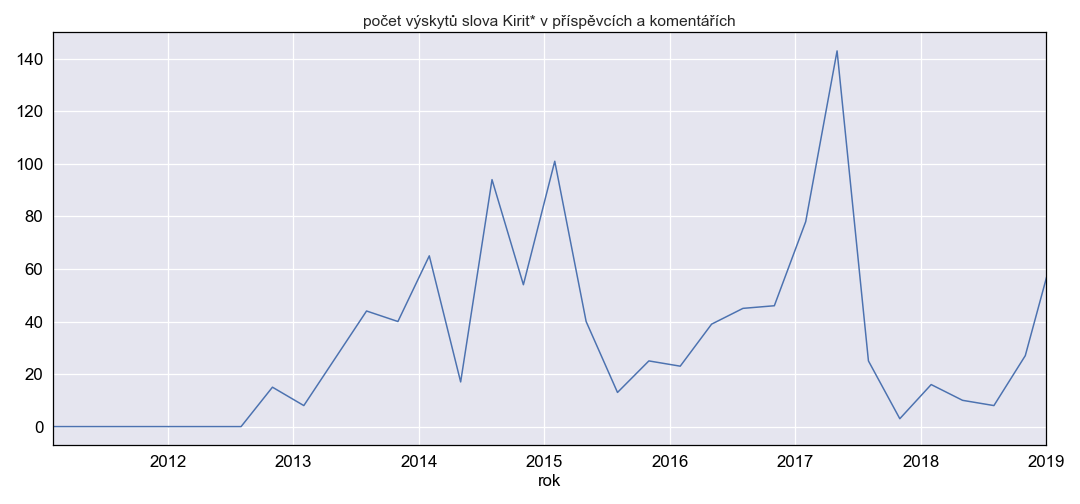 počet výskytů slova Kirit* v příspěvcích a komentářích
140
120
100
80
60
40
20
0
2012 2013 2014 2015 2016 2017 2018 2019
rok